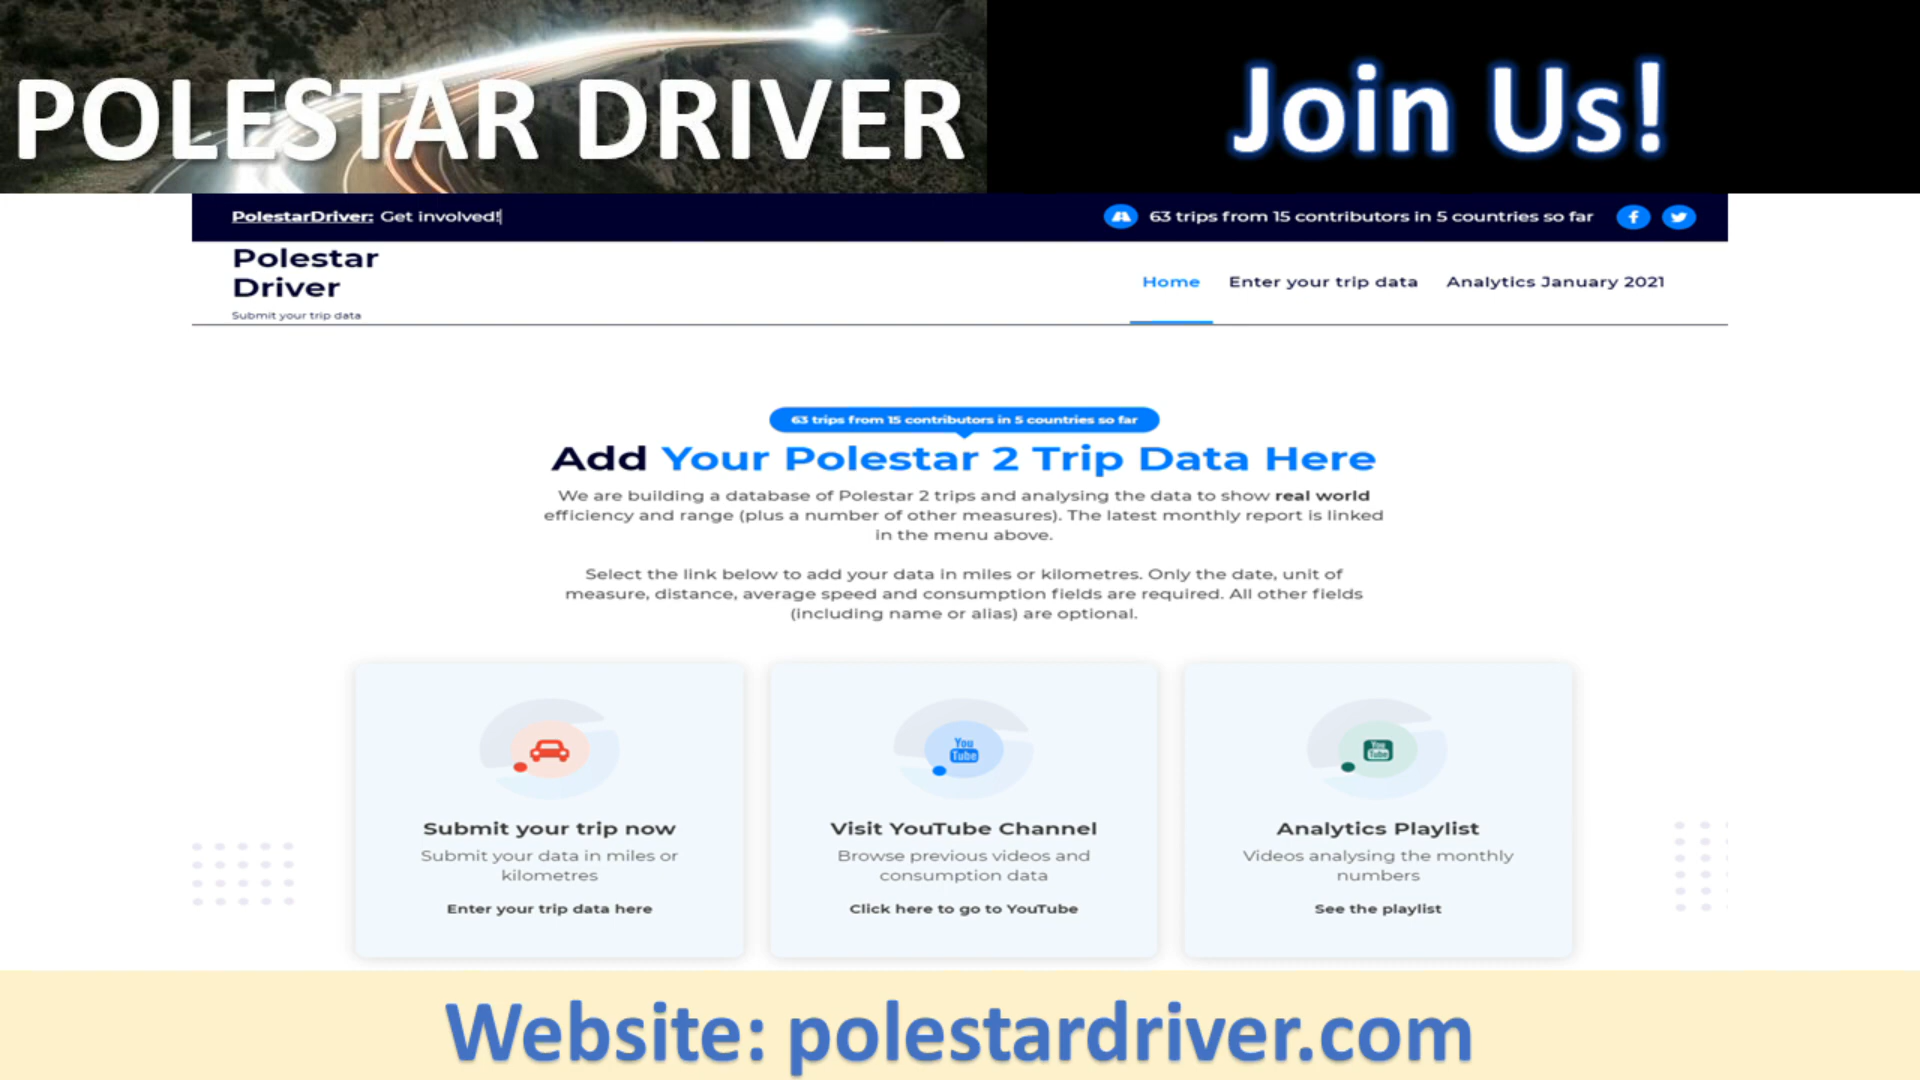 POLESTAR DRIVER
Join Us!
PolestarDriver: Get involved!
63 trips from 15 contributors in 5 countries so far
Polestar
Driver
Submit your trip data
Home
Enter your trip data
Analytics January 2021
63 trips from 15 contributors in 5 countries so far
Add Your Polestar 2 Trip Data Here
We are building a database of Polestar 2 trips and analysing the data to show real world
efficiency and range (plus a number of other measures). The latest monthly report is linked
in the menu above.
Select the link below to add your data in miles or kilometres. Only the date, unit of
measure, distance, average speed and consumption fields are required. All other fields
(including name or alias) are optional.
You
Tube
You
Tube
Submit your trip now
Submit your data in miles or
kilometres
Enter your trip data here
Visit YouTube Channel
Browse previous videos and
consumption data
Click here to go to YouTube
Analytics Playlist
Videos analysing the monthly
numbers
See the playlist
Website: polestardriver.com